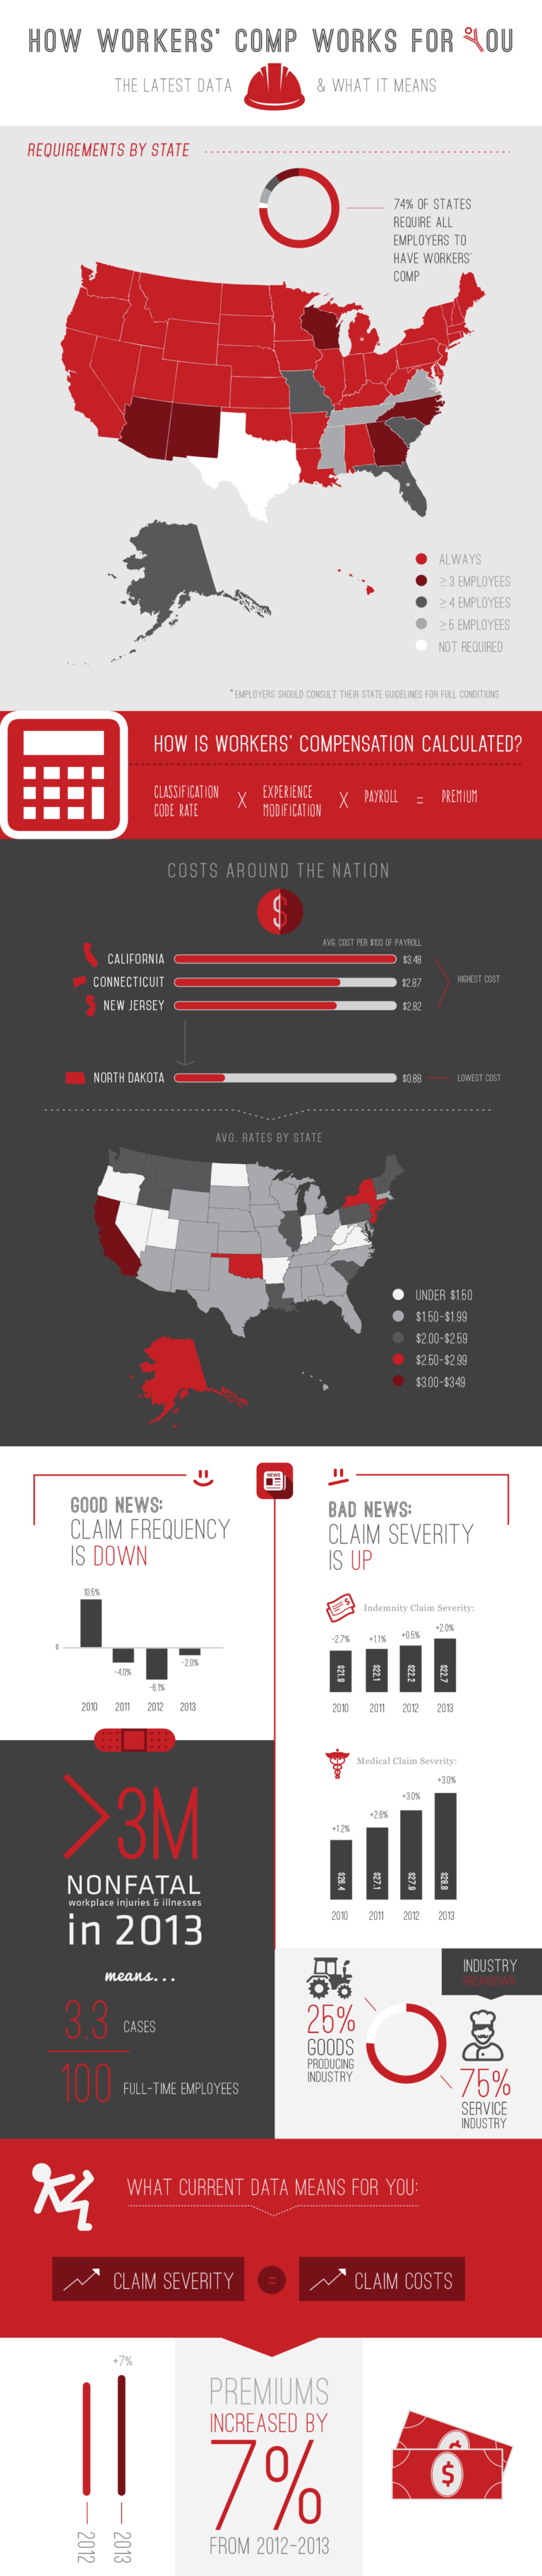 HOW WORKERS' COMP WORKS FOR YOU
THE LATEST DATA & WHAT IT MEANS
REQUIREMENTS BY STATE
74% OF STATES
REQUIRE ALL
EMPLOYERS TO
HAVE WORKERS'
COMP
ALWAYS
≥3 EMPLOYEES
≥4 EMPLOYEES
≥5 EMPLOYEES
NOT REQUIRED
*EMPLOYERS SHOULD CONSULT THEIR STATE GUIDELINES FOR FULL CONDITIONS
HOW IS WORKERS' COMPENSATION CALCULATED?
CLASSIFICATION
CODE RATE
X
EXPERIENCE
MODIFICATION
X
PAYROLL
=
PREMIUM
COSTS AROUND THE NATION
$
AVG. COST PER $100 OF PAYROLL
CALIFORNIA $3.48
CONNECTICUIT $2.87
HIGHEST COST
NEW JERSEY $2.82
NORTH DAKOTA $0.88 LOWEST COST
AVG. RATES BY STATE
UNDER $1.50
$1.50-$1.99
$2.00-$2.59
$2.50-$2.99
$3.00-$349
NEWS
GOOD NEWS:
CLAIM FREQUENCY
IS DOWN
10.5%
0
-4.0%
-6.1%
-2.0%
2010 2011 2012 2013
BAD NEWS:
CLAIM SEVERITY
IS UP
Indemnity Claim Severity:
-2.7% +1.1% +0.5% +2.0%
$21.9 $22.1 $22.2 $22.7
2010 2011 2012 2013
Medical Claim Severity:
+1.2% +2.6% +3.0% +3.0%
$26.4 $27.1 $27.9 $28.8
2010 2011 2012 2013
>3M
NONFATAL
workplace injuries & illnesses
in 2013
means...
3.3 CASES
100 FULL-TIME EMPLOYEES
INDUSTRY
BREAKDOWN
25%
GOODS
PRODUCING
INDUSTRY
75%
SERVICE
INDUSTRY
WHAT CURRENT DATA MEANS FOR YOU:
CLAIM SEVERITY = CLAIM COSTS
+7%
2012
2013
PREMIUMS
INCREASED BY
7%
FROM 2012-2013
$